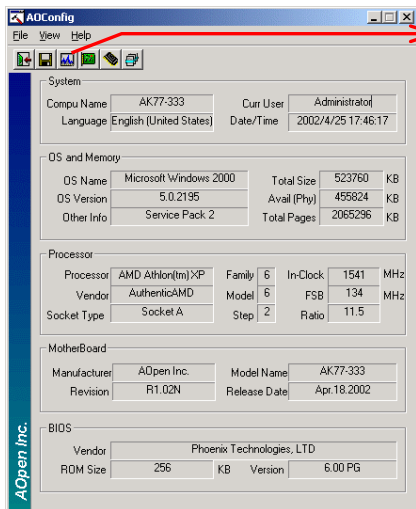 AOConfig
File View Help
System
Compu Name AK77-333 Curr User Administrator
Language English (United States) Date/Time 2002/4/25 17:46:17
OS and Memory
OS Name Microsoft Windows 2000 Total Size 523760 KB
OS Version 5.0.2195 Avail (Phy) 455824 KB
Other Info Service Pack 2 Total Pages 2065296 KB
Processor
Processor AMD Athlon(tm) XP Family 6 In-Clock 1541 MHz
Vendor AuthenticAMD Model 6 FSB 134 MHz
Socket Type Socket A Step 2 Ratio 11.5
MotherBoard
Manufacturer AOpen Inc. Model Name AK77-333
Revision R1.02N Release Date Apr.18.2002
BIOS
Vendor Phoenix Technologies, LTD
ROM Size 256 KB Version 6.00 PG
AOpen Inc.